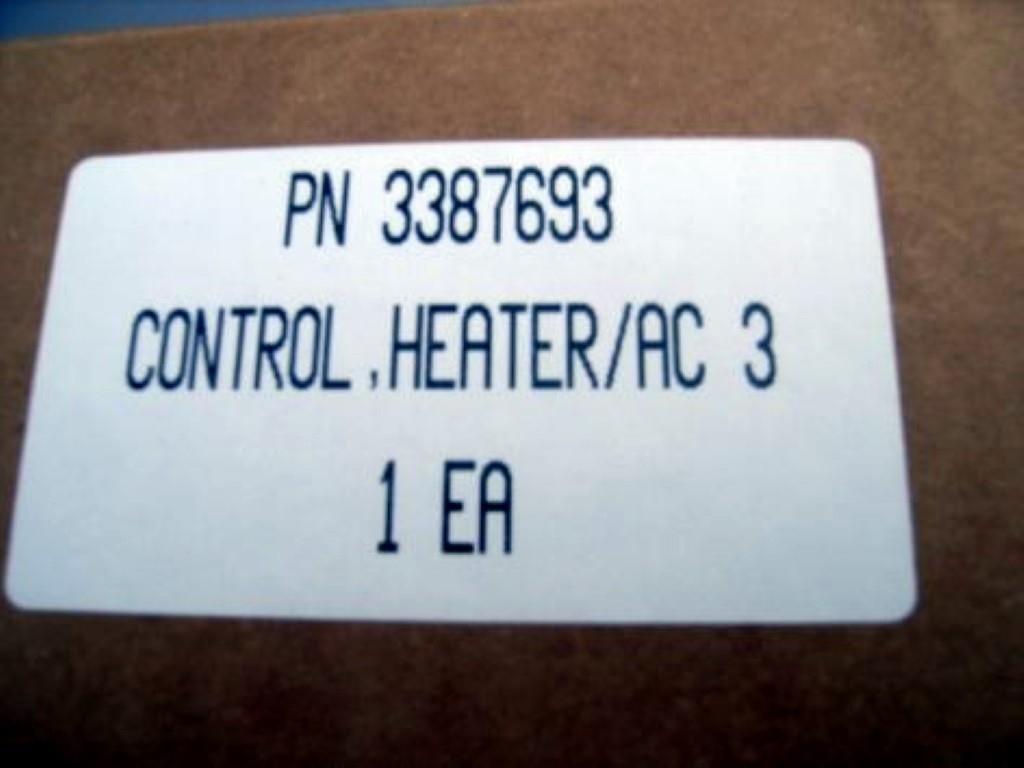 PN 3387693
CONTROL,HEATER/AC 3
1 EA